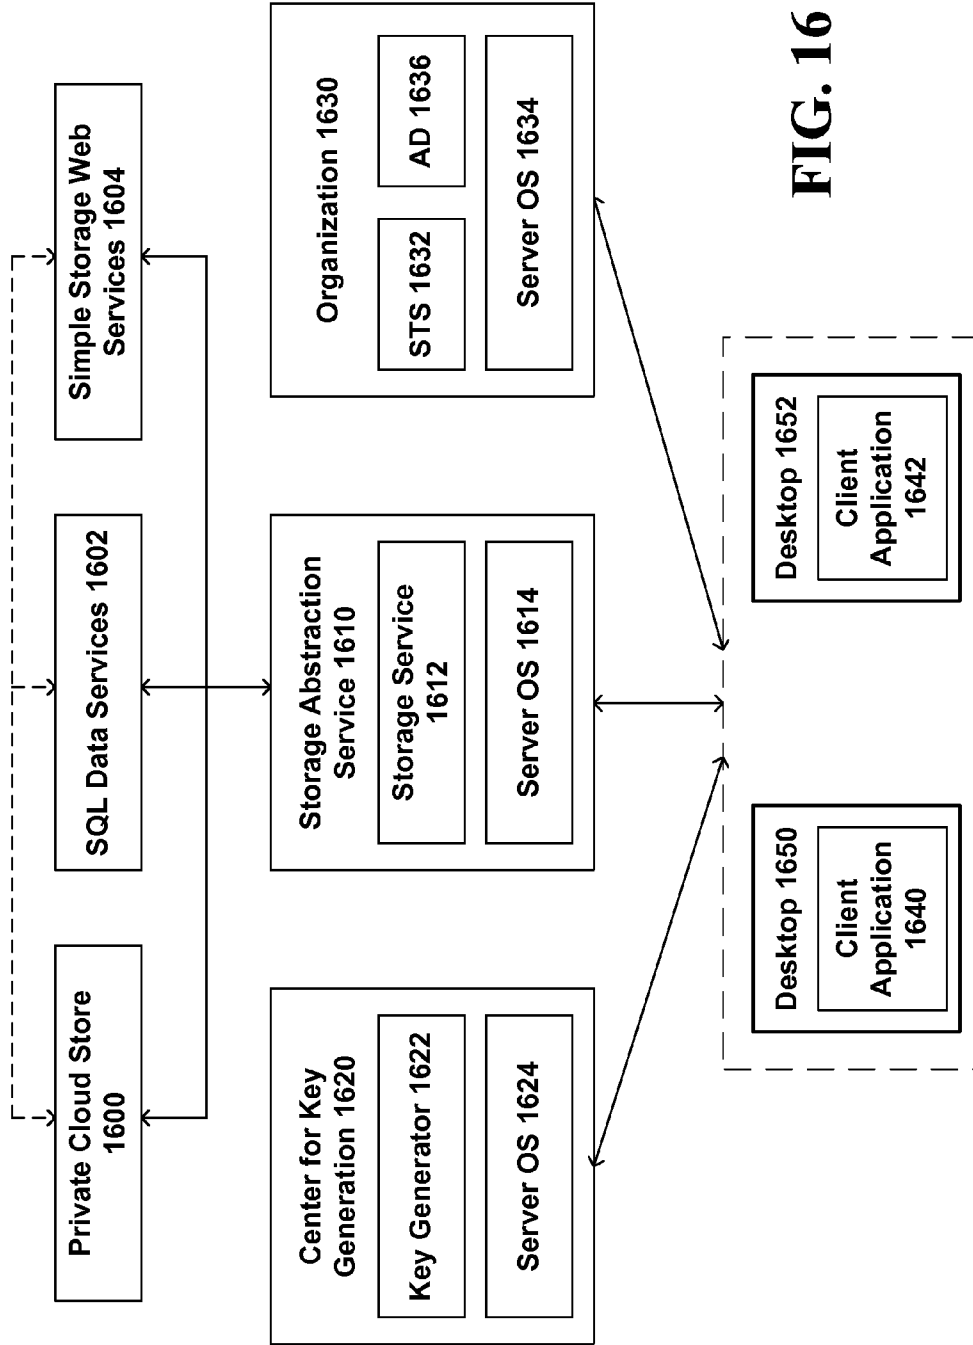 Private Cloud Store
1600
SQL Data Services 1602
Simple Storage Web
Services 1604
Center for Key
Generation 1620
Key Generator 1622
Server OS 1624
Storage Abstraction
Service 1610
Storage Service
1612
Server OS 1614
Organization 1630
STS 1632
AD 1636
Server OS 1634
Desktop 1650
Client
Application
1640
Desktop 1652
Client
Application
1642
FIG. 16